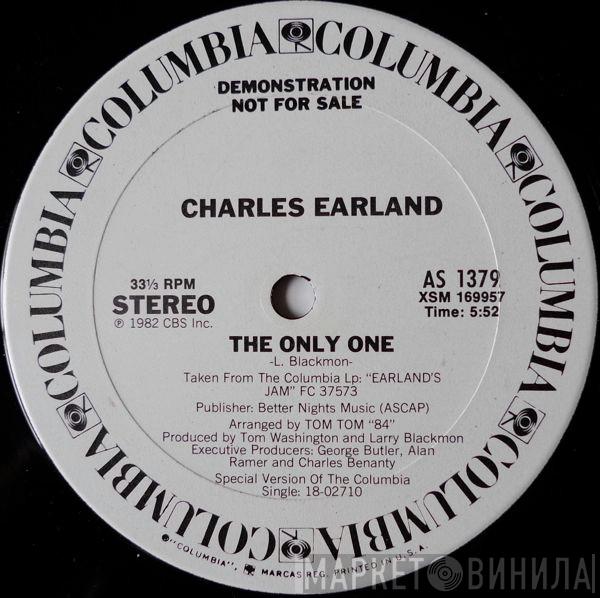 COLUMBIA COLUMBIA COLUMBIA COLUMBIA COLUMBIA COLUMBIA COLUMBIA COLUMBIA
DEMONSTRATION
NOT FOR SALE
CHARLES EARLAND
33⅓ RPM
STEREO
℗ 1982 CBS Inc.
AS 1379
XSM 169957
Time: 5:52
THE ONLY ONE
-L. Blackmon-
Taken From The Columbia Lp: "EARLAND'S
JAM" FC 37573
Publisher: Better Nights Music (ASCAP)
Arranged by TOM TOM "84"
Produced by Tom Washington and Larry Blackmon
Executive Producers: George Butler, Alan
Ramer and Charles Benanty
Special Version Of The Columbia
Single: 18-02710
"COLUMBIA", MARCAS REG. PRINTED IN U.S.A.
МАРКЕТ ВИНИЛА